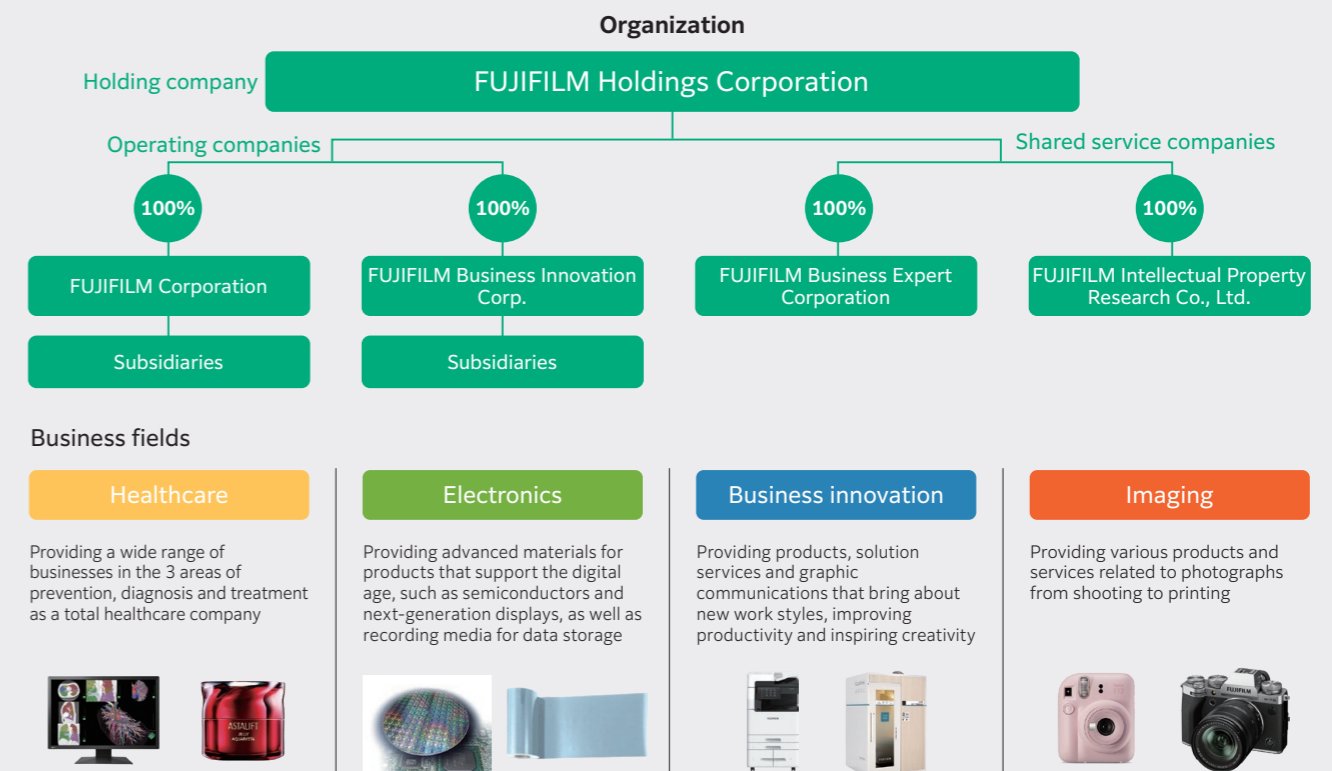 Organization
Holding company
FUJIFILM Holdings Corporation
Operating companies
Shared service companies
100%
100%
100%
100%
FUJIFILM Corporation
FUJIFILM Business Innovation
Corp.
FUJIFILM Business Expert
Corporation
FUJIFILM Intellectual Property
Research Co., Ltd.
Subsidiaries
Subsidiaries
Business fields
Healthcare
Providing a wide range of
businesses in the 3 areas of
prevention, diagnosis and treatment
as a total healthcare company
ASTALIFT
Electronics
Providing advanced materials for
products that support the digital
age, such as semiconductors and
next-generation displays, as well as
recording media for data storage
Business innovation
Providing products, solution
services and graphic
communications that bring about
new work styles, improving
productivity and inspiring creativity
Imaging
Providing various products and
services related to photographs
from shooting to printing
FUJIFILM